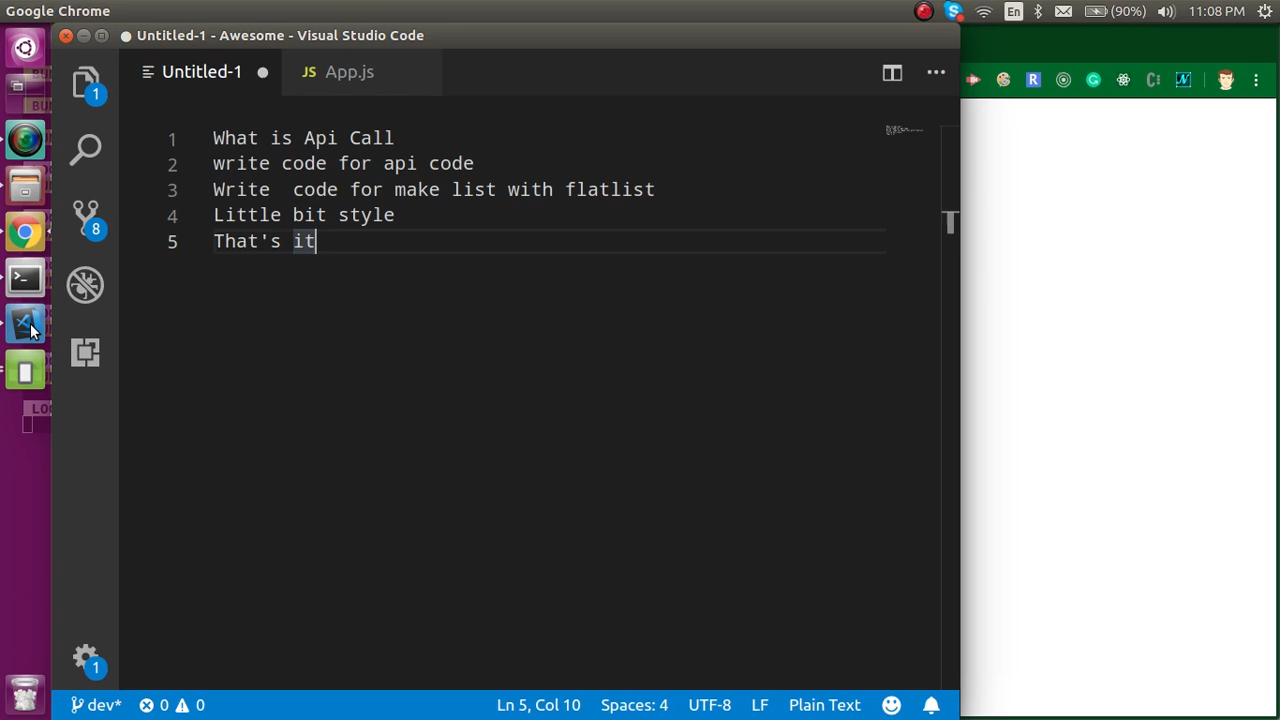 Google Chrome
En
(90%)
11:08 PM
Untitled-1 - Awesome - Visual Studio Code
Untitled-1
JS App.js
1 What is Api Call
2 write code for api code
3 Write  code for make list with flatlist
4 Little bit style
5 That's it
1
8
1
dev*
0
0
Ln 5, Col 10
Spaces: 4
UTF-8
LF
Plain Text